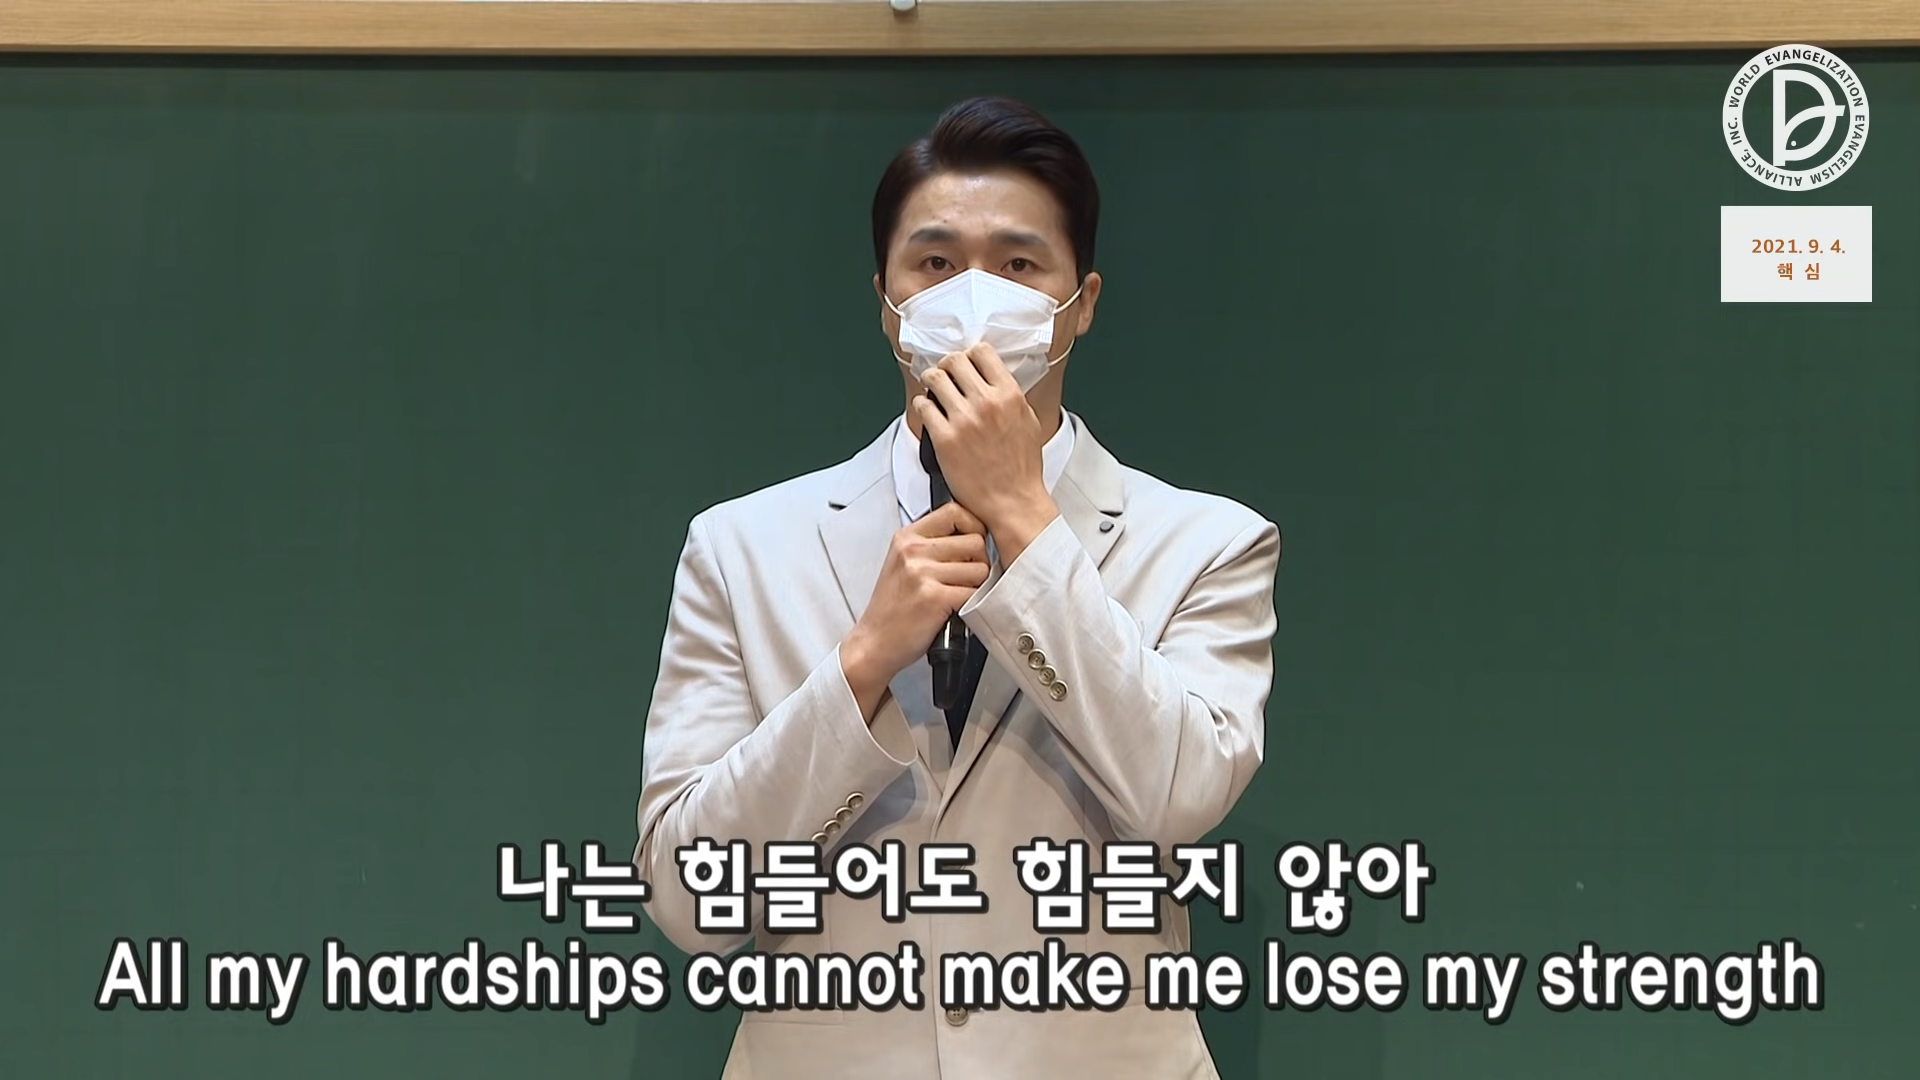 WORLD EVANGELIZATION EVANGELISM ALLIANCE, INC.
2021. 9. 4.
핵 심
나는 힘들어도 힘들지 않아
All my hardships cannot make me lose my strength